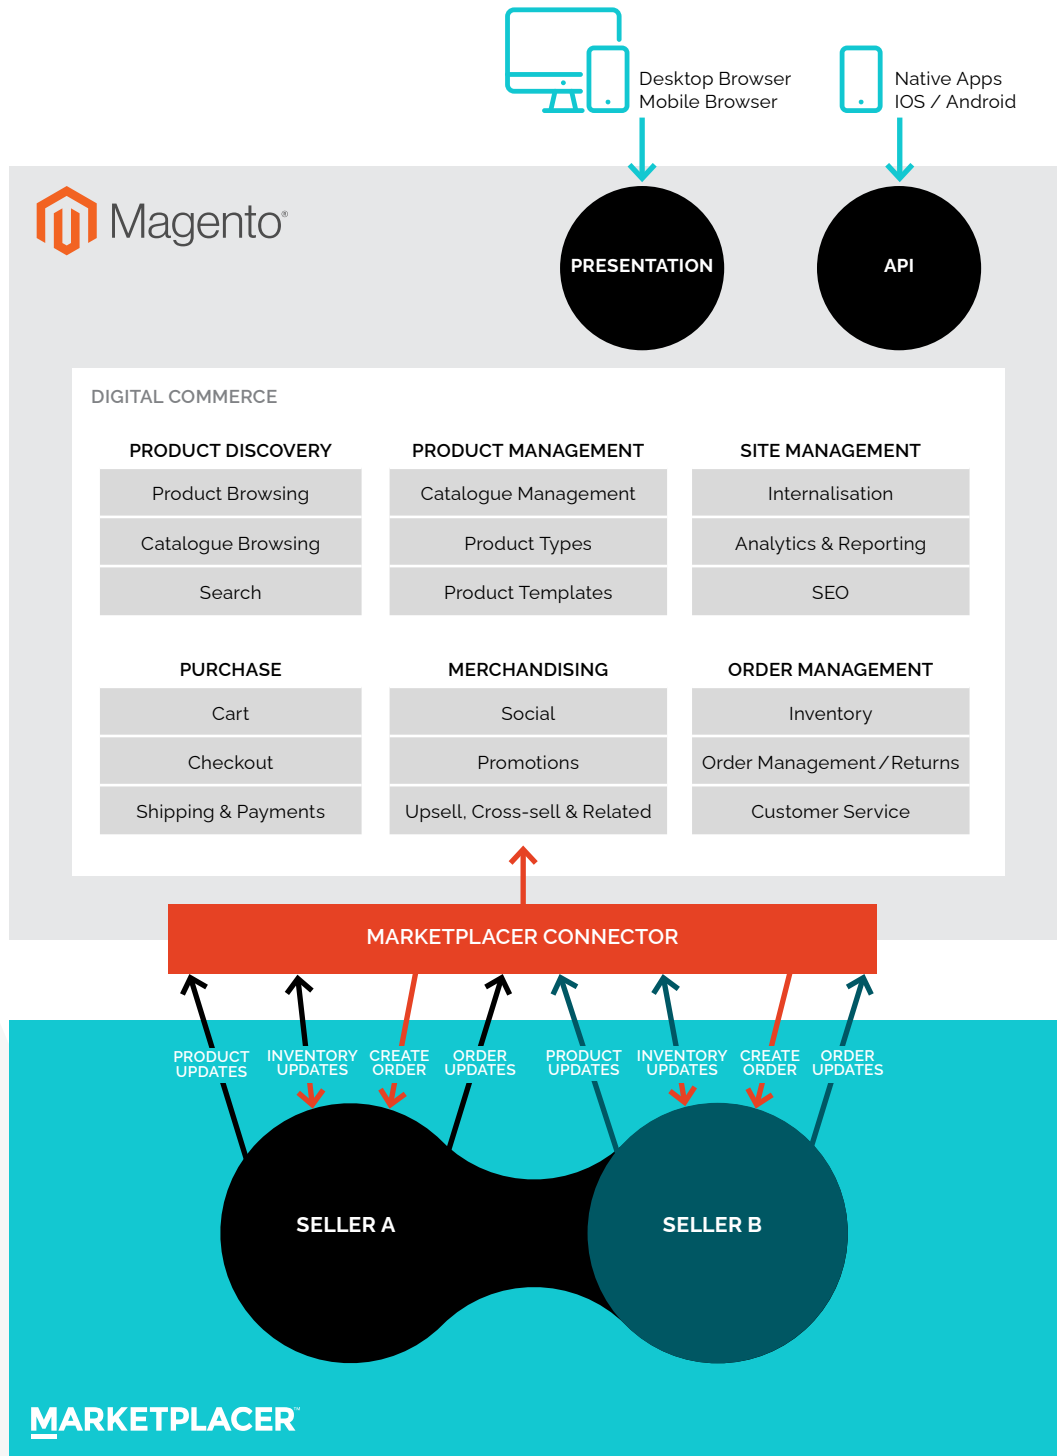 Desktop Browser
Mobile Browser
Native Apps
IOS / Android
Magento®
PRESENTATION
API
DIGITAL COMMERCE
PRODUCT DISCOVERY
Product Browsing
Catalogue Browsing
Search
PRODUCT MANAGEMENT
Catalogue Management
Product Types
Product Templates
SITE MANAGEMENT
Internalisation
Analytics & Reporting
SEO
PURCHASE
Cart
Checkout
Shipping & Payments
MERCHANDISING
Social
Promotions
Upsell, Cross-sell & Related
ORDER MANAGEMENT
Inventory
Order Management/Returns
Customer Service
MARKETPLACER CONNECTOR
PRODUCT
UPDATES
INVENTORY
UPDATES
CREATE
ORDER
ORDER
UPDATES
PRODUCT
UPDATES
INVENTORY
UPDATES
CREATE
ORDER
ORDER
UPDATES
SELLER A
SELLER B
MARKETPLACER™